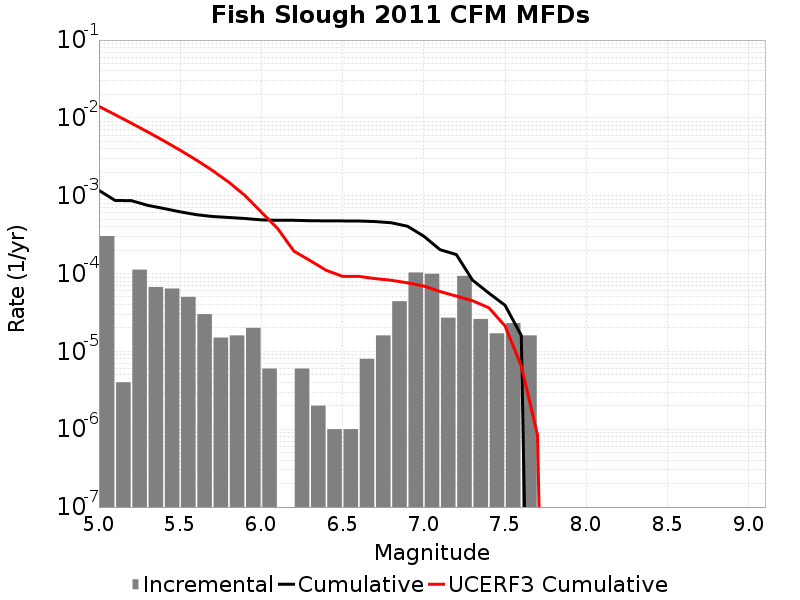 Fish Slough 2011 CFM MFDs
10-1
10-2
10-3
10-4
10-5
10-6
10-7
Rate (1/yr)
5.0 5.5 6.0 6.5 7.0 7.5 8.0 8.5 9.0
Magnitude
Incremental Cumulative UCERF3 Cumulative